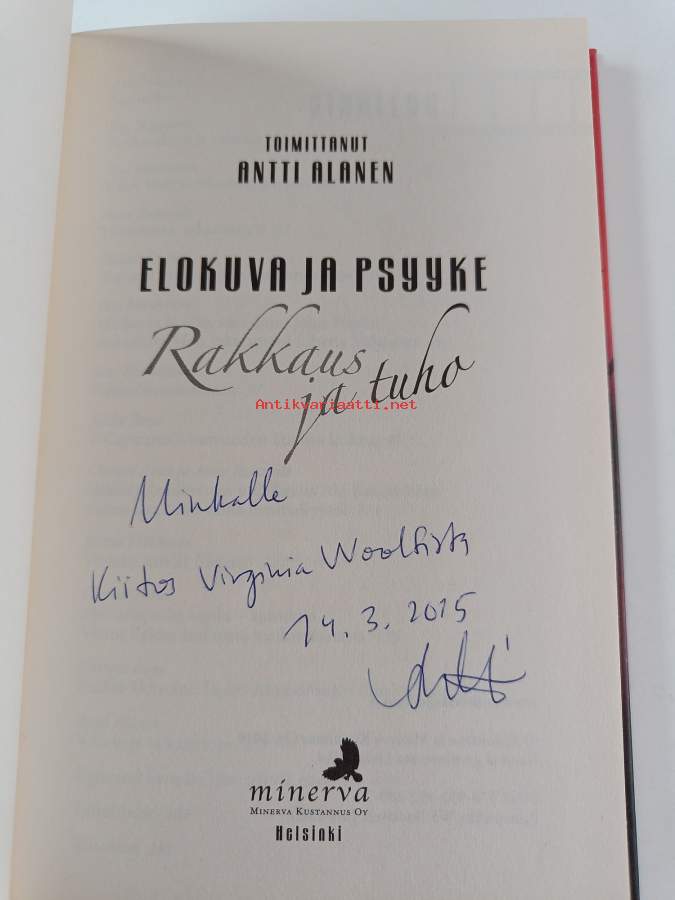 TOIMITTANUT
ANTTI ALANEN
ELOKUVA JA PSYYKE
Rakkaus
ja tuho
Antikvariaatti.net
Minkalle
Kiitos Virginia Woolfista
14.3.2015
Antti
minerva
MINERVA KUSTANNUS OY
Helsinki